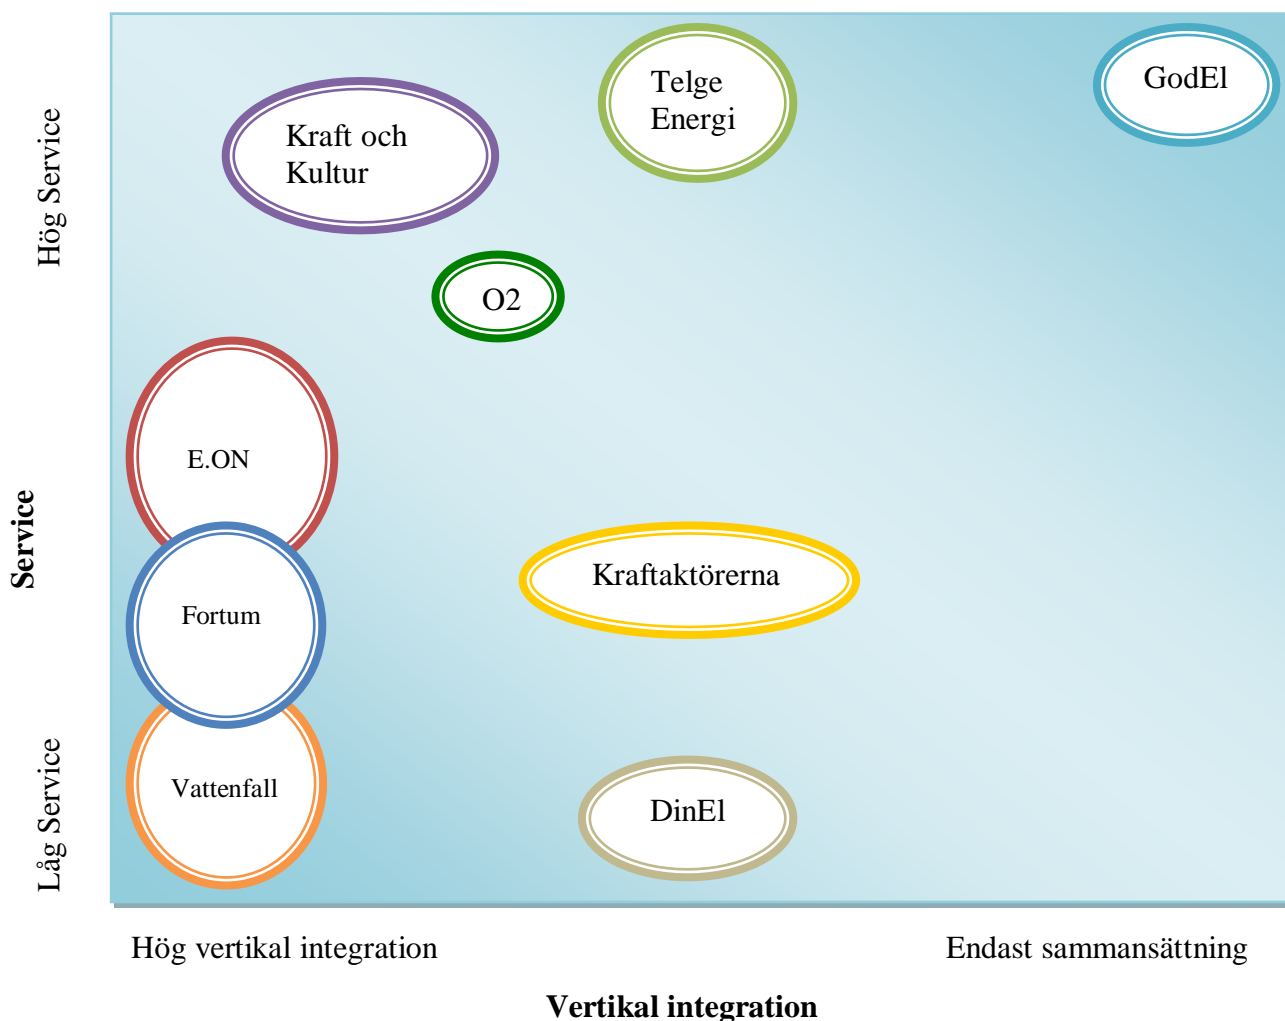 Hög Service
Service
Låg Service
Telge
Energi
GodEl
Kraft och
Kultur
O2
E.ON
Kraftaktörerna
Fortum
Vattenfall
DinEl
Hög vertikal integration
Endast sammansättning
Vertikal integration